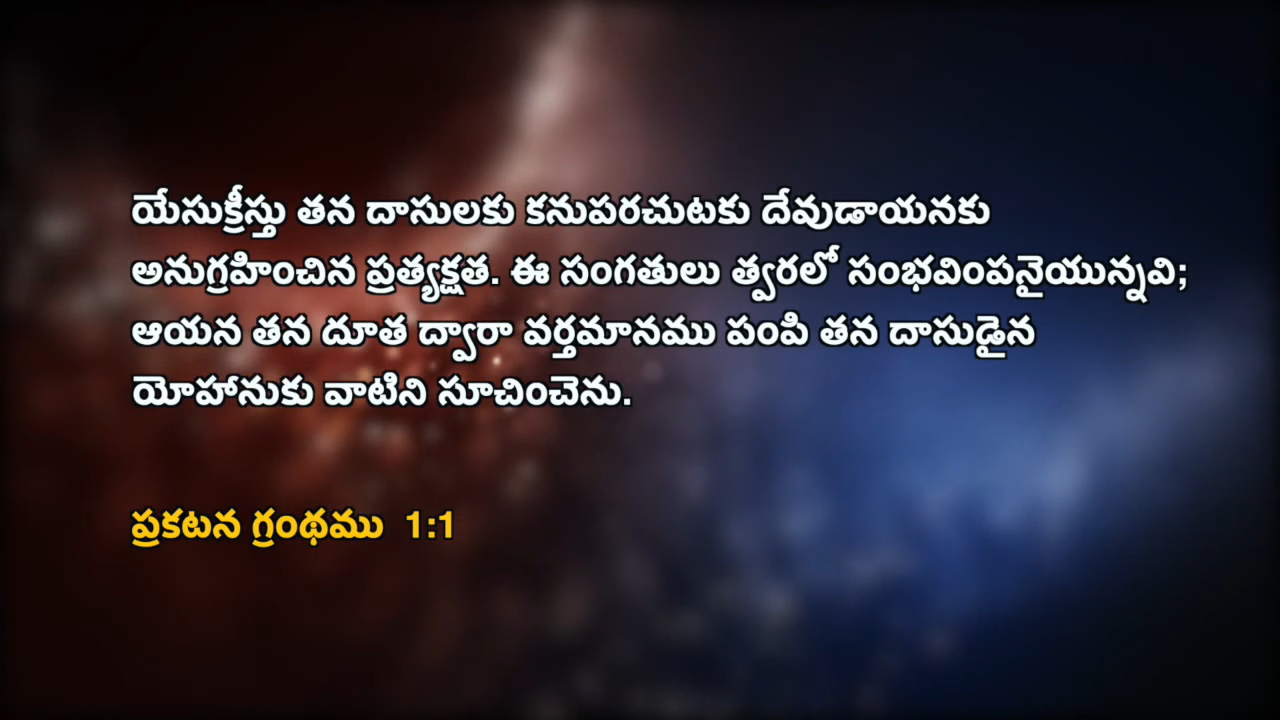 యేసుక్రీస్తు తన దాసులకు కనుపరచుటకు దేవుడాయనకు
అనుగ్రహించిన ప్రత్యక్షత. ఈ సంగతులు త్వరలో సంభవింపనైయున్నవి;
ఆయన తన దూత ద్వారా వర్తమానము పంపి తన దాసుడైన
యోహానుకు వాటిని సూచించెను.
ప్రకటన గ్రంథము 1:1